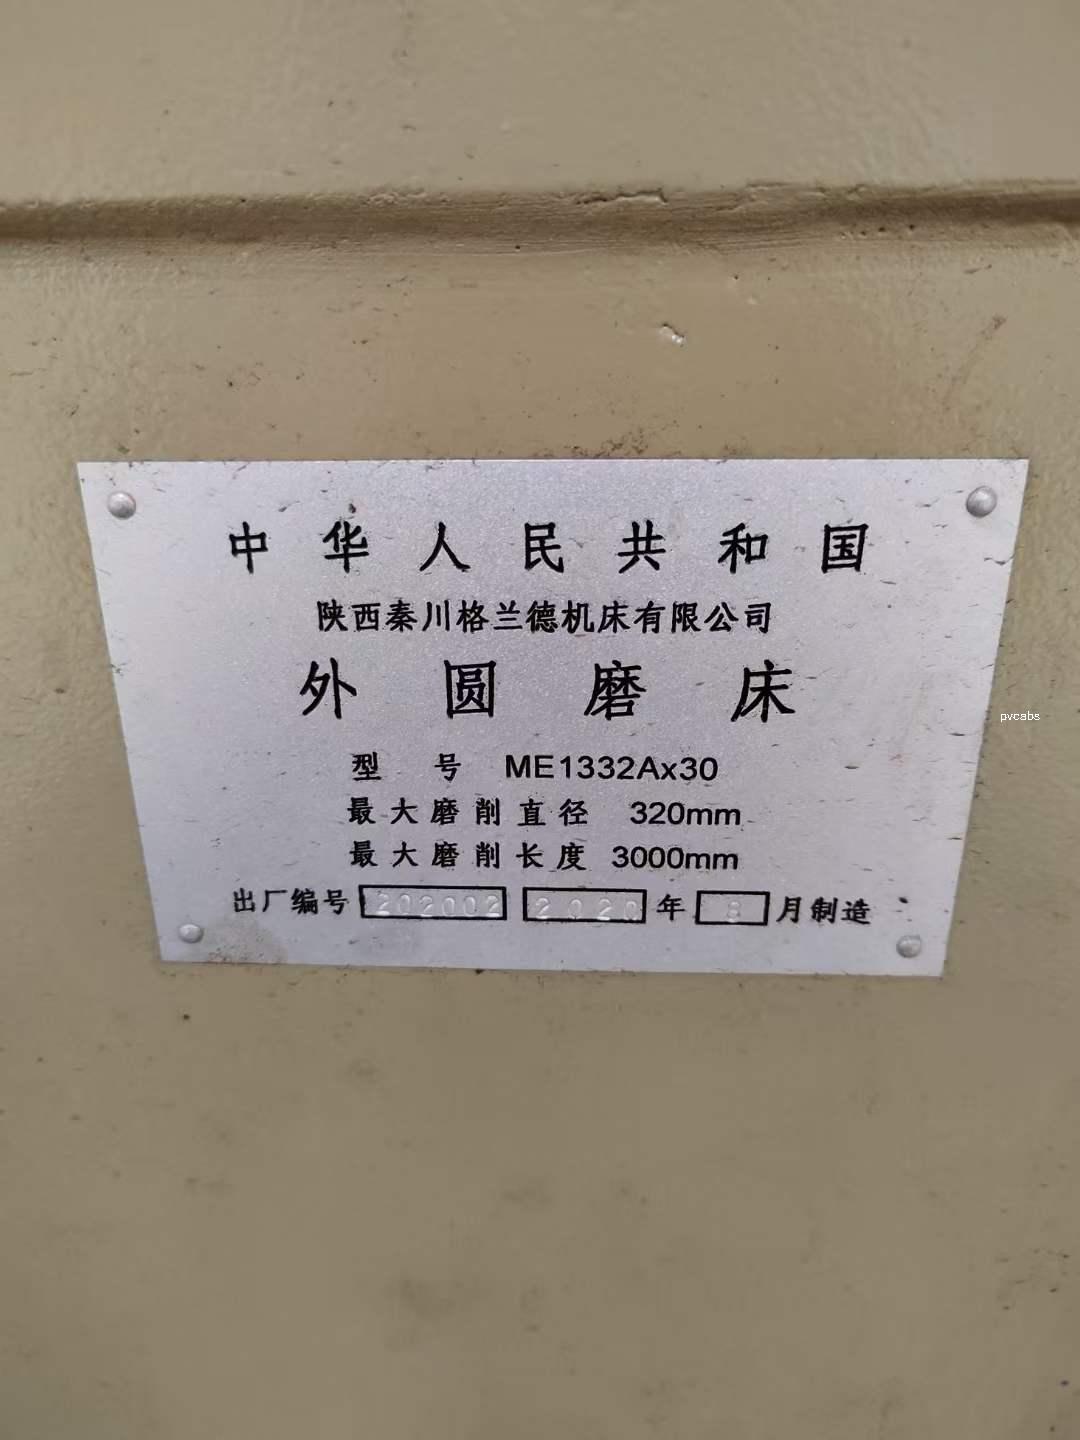 中华人民共和国
陕西秦川格兰德机床有限公司
外圆磨床
型号 ME1332Ax30
最大磨削直径 320mm
最大磨削长度 3000mm
出厂编号 202002 2020 年 8 月制造
pvcabs